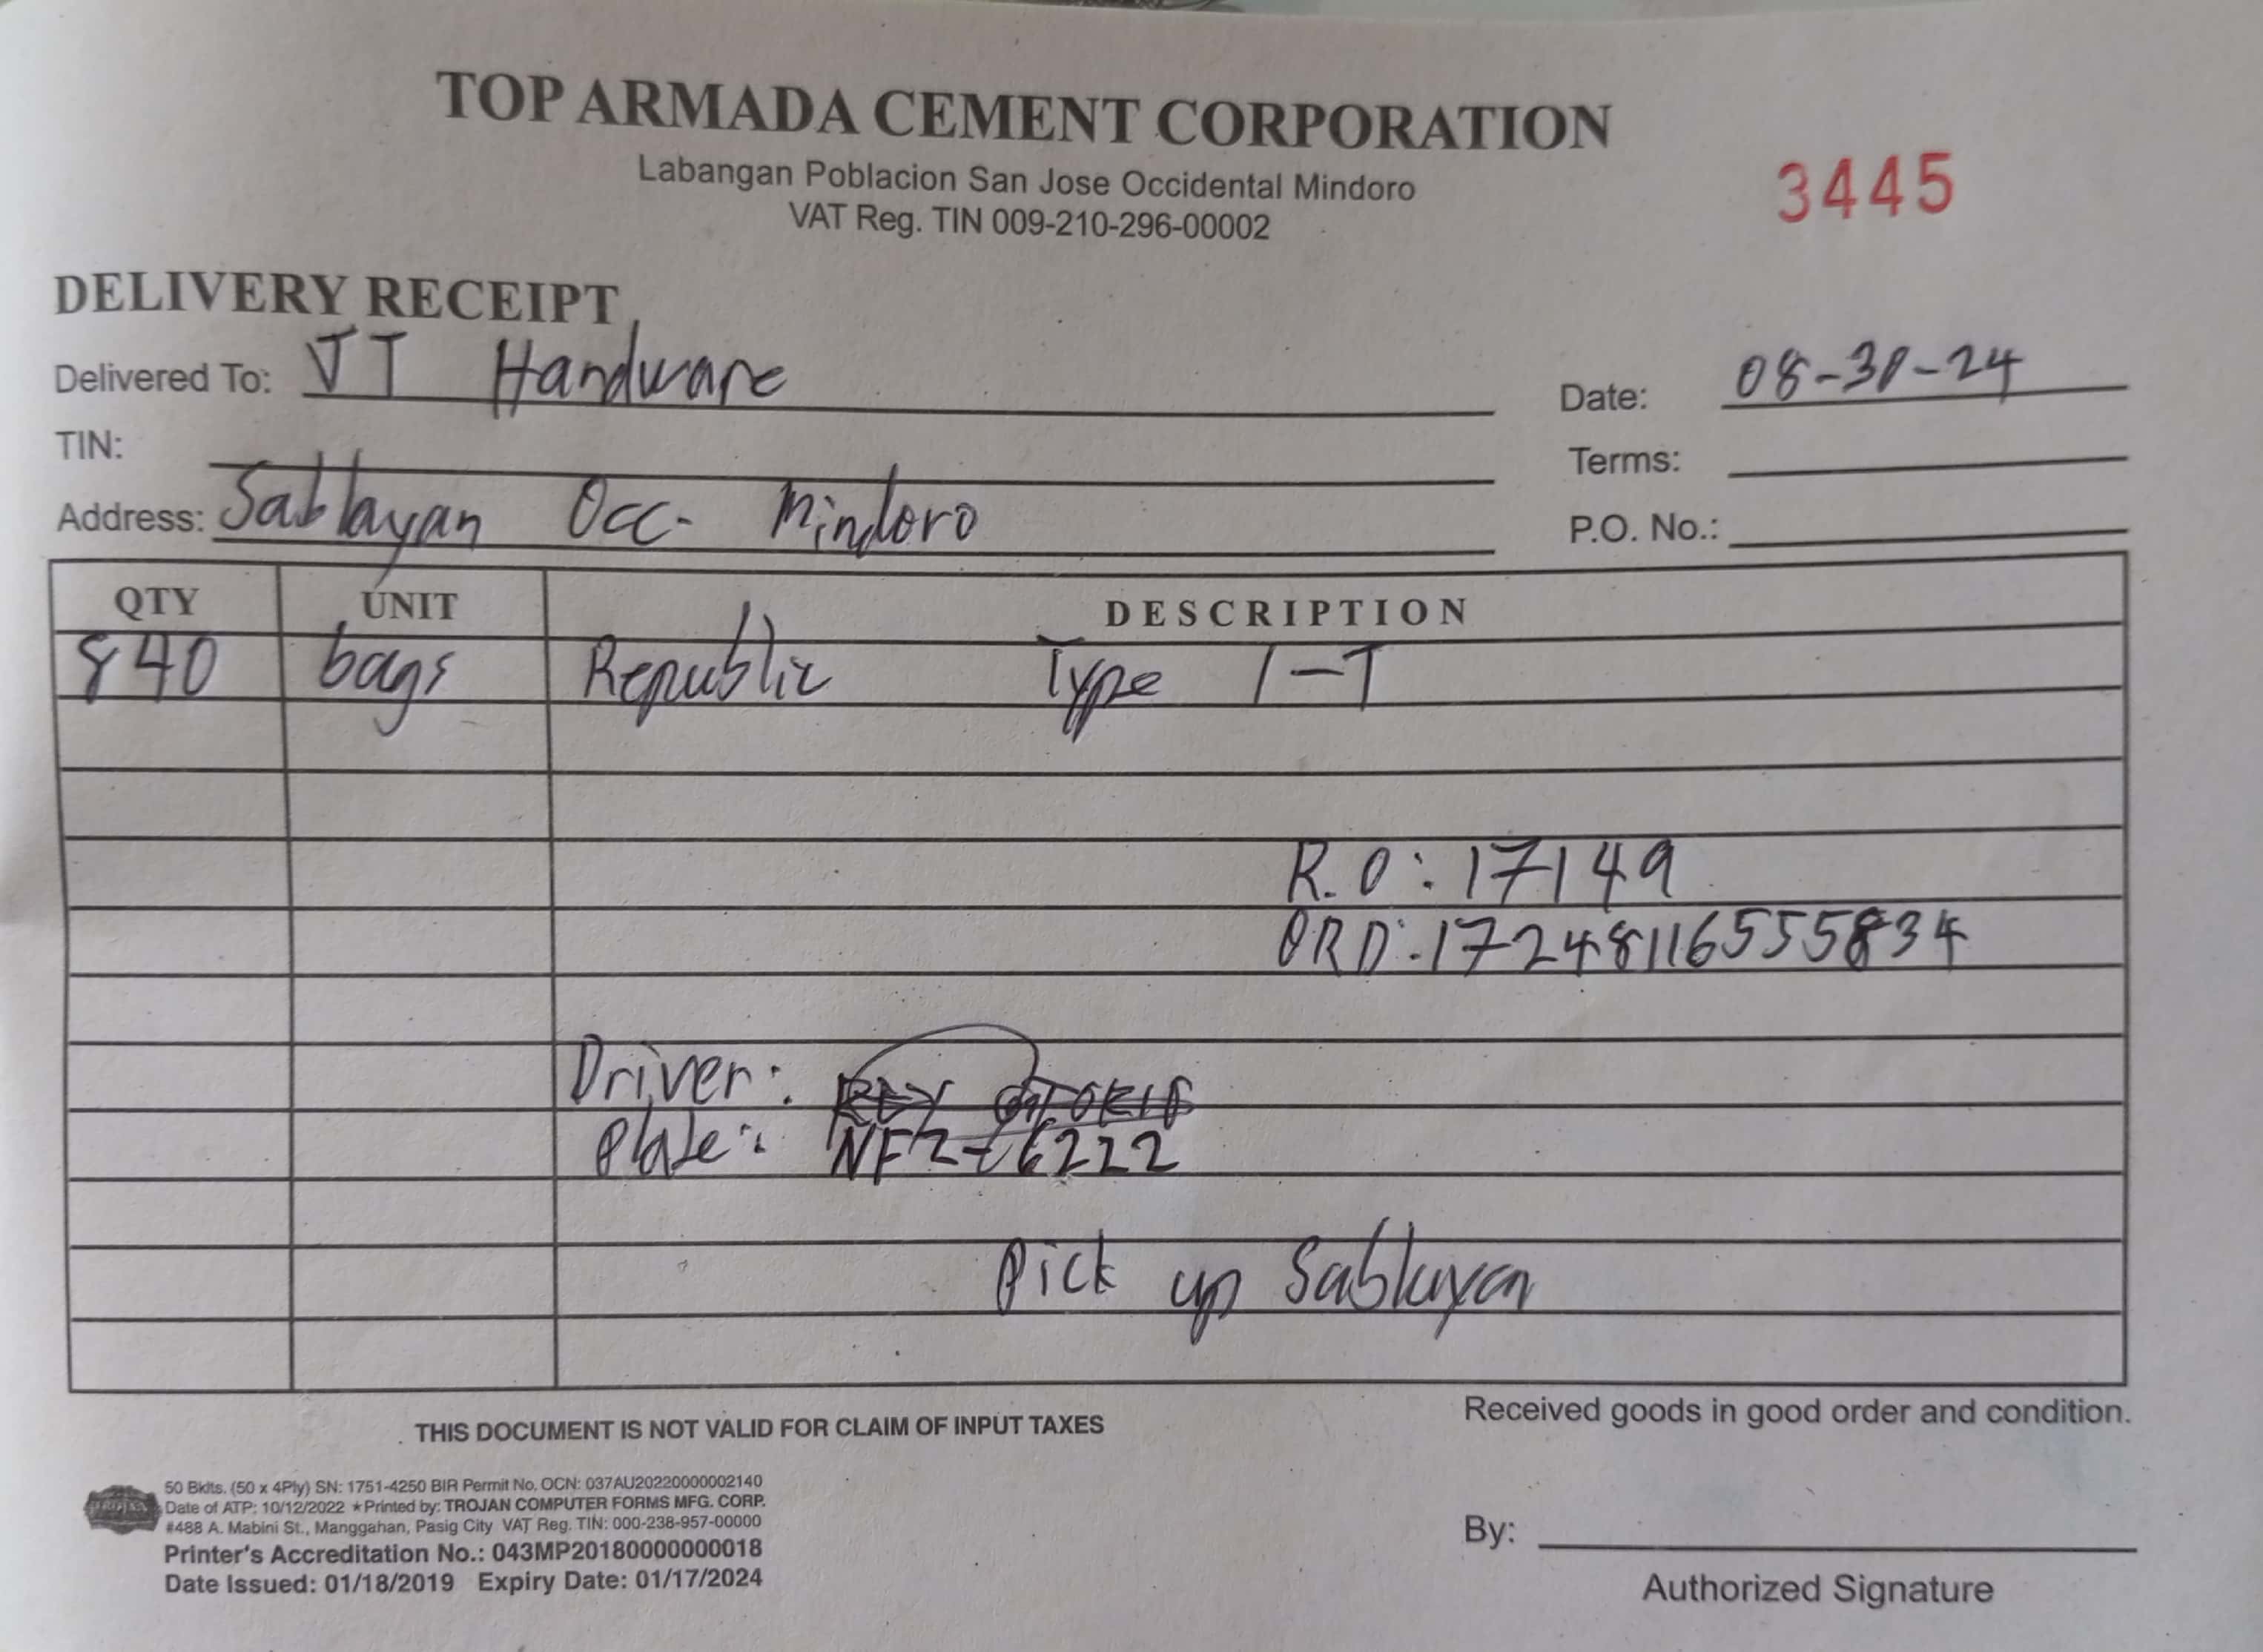 TOP ARMADA CEMENT CORPORATION
Labangan Poblacion San Jose Occidental Mindoro
VAT Reg. TIN 009-210-296-00002
3445
DELIVERY RECEIPT
Delivered To: JT Hardware
Date: 08-30-24
TIN:
Terms:
Address: Sablayan Occ. Mindoro
P.O. No.:
QTY UNIT DESCRIPTION
840 bags Republic Type 1-T
R.O: 17149
ORD: 1724811655834
Driver:
Plate: 6222
Pick up Sablayan
THIS DOCUMENT IS NOT VALID FOR CLAIM OF INPUT TAXES
Received goods in good order and condition.
50 Bklts. (50 x 4Ply) SN: 1751-4250 BIR Permit No. OCN: 037AU20220000002140
Date of ATP: 10/12/2022 ★Printed by: TROJAN COMPUTER FORMS MFG. CORP.
#488 A. Mabini St., Manggahan, Pasig City VAT Reg. TIN: 000-238-957-00000
Printer's Accreditation No.: 043MP20180000000018
Date Issued: 01/18/2019 Expiry Date: 01/17/2024
By:
Authorized Signature